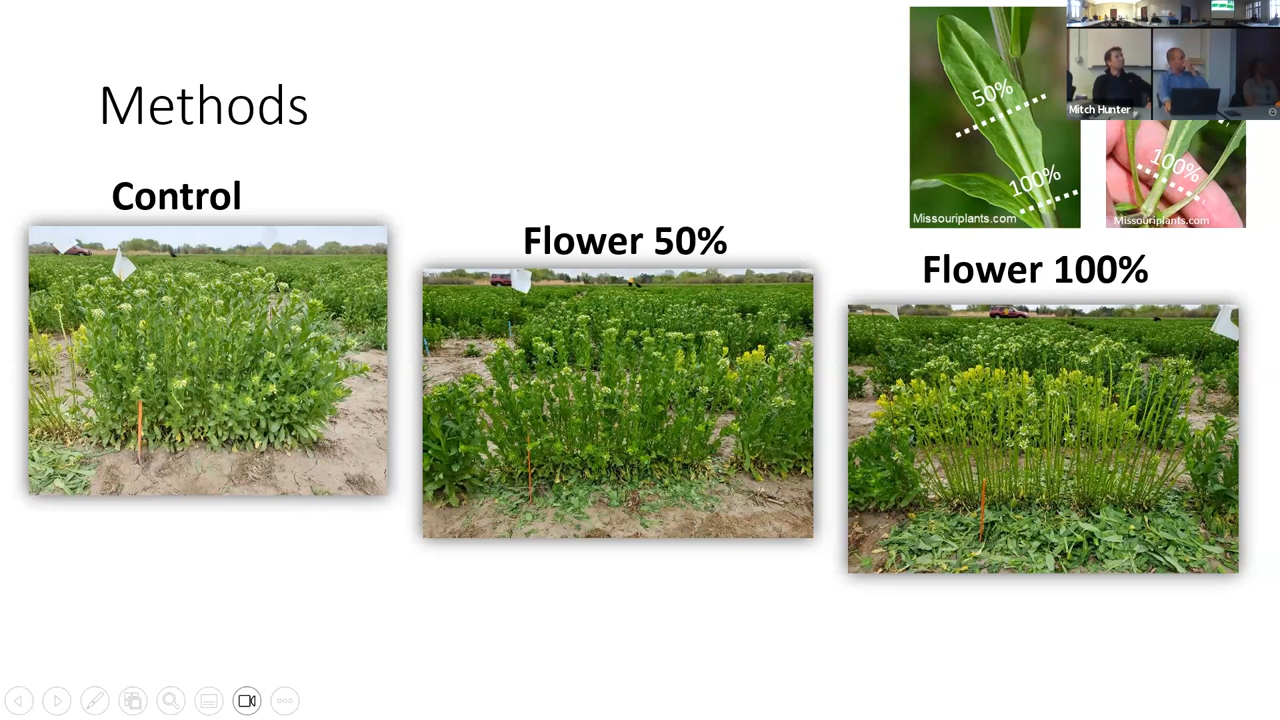 Methods
Control
Flower 50%
Flower 100%
50%
100%
Missouriplants.com
100%
Missouriplants.com
Mitch Hunter